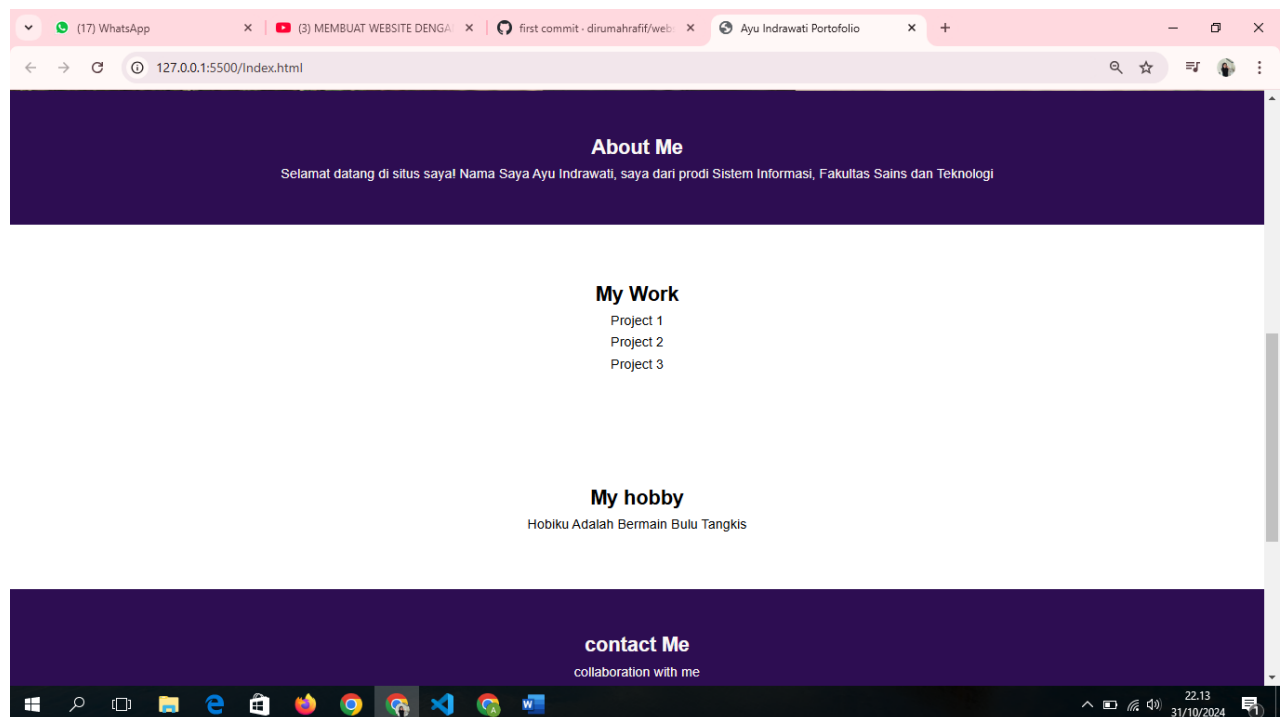 (17) WhatsApp
(3) MEMBUAT WEBSITE DENGA
first commit · dirumahrafif/web
Ayu Indrawati Portofolio
127.0.0.1:5500/Index.html
About Me
Selamat datang di situs saya! Nama Saya Ayu Indrawati, saya dari prodi Sistem Informasi, Fakultas Sains dan Teknologi
My Work
Project 1
Project 2
Project 3
My hobby
Hobiku Adalah Bermain Bulu Tangkis
contact Me
collaboration with me
22.13
31/10/2024